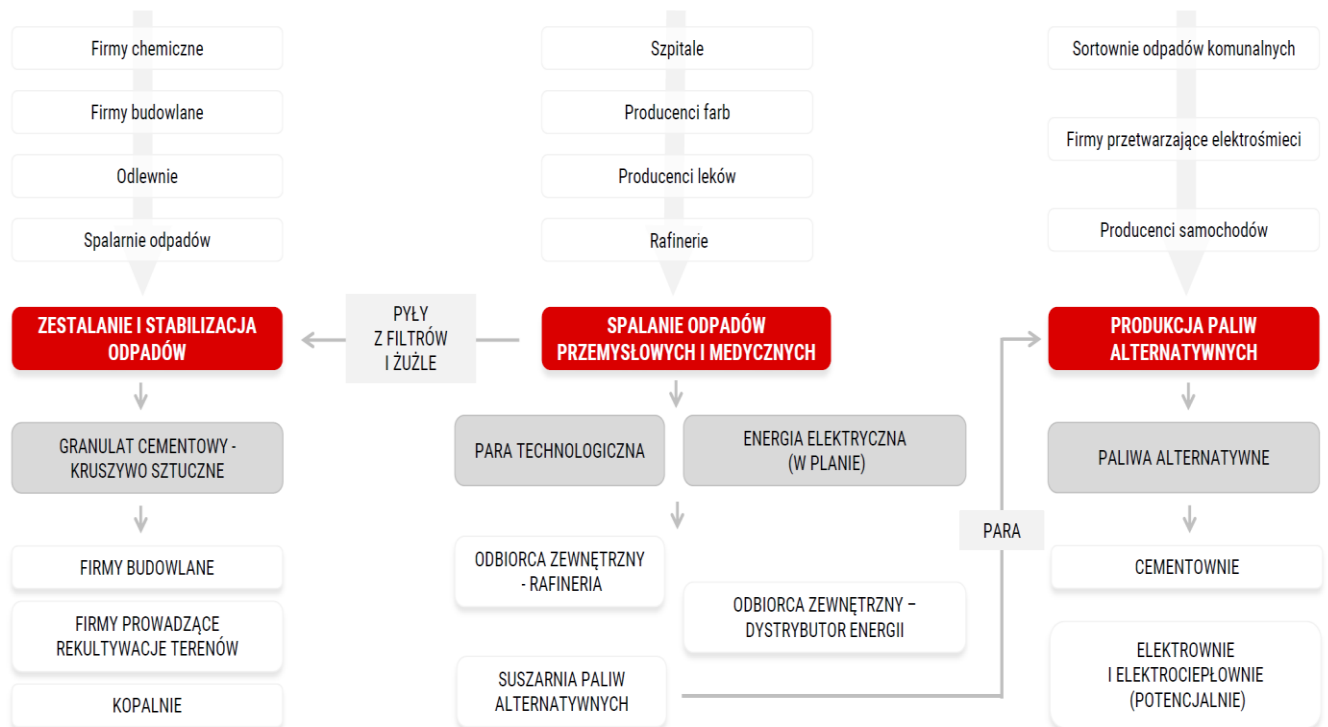 Firmy chemiczne
Firmy budowlane
Odlewnie
Spalarnie odpadów
ZESTALANIE I STABILIZACJA
ODPADÓW
GRANULAT CEMENTOWY -
KRUSZYWO SZTUCZNE
FIRMY BUDOWLANE
FIRMY PROWADZĄCE
REKULTYWACJE TERENÓW
KOPALNIE
PYŁY
Z FILTRÓW
I ŻUŻLE
Szpitale
Producenci farb
Producenci leków
Rafinerie
SPALANIE ODPADÓW
PRZEMYSŁOWYCH I MEDYCZNYCH
PARA TECHNOLOGICZNA
ENERGIA ELEKTRYCZNA
(W PLANIE)
ODBIORCA ZEWNĘTRZNY
- RAFINERIA
ODBIORCA ZEWNĘTRZNY –
DYSTRYBUTOR ENERGII
SUSZARNIA PALIW
ALTERNATYWNYCH
PARA
Sortownie odpadów komunalnych
Firmy przetwarzające elektrośmieci
Producenci samochodów
PRODUKCJA PALIW
ALTERNATYWNYCH
PALIWA ALTERNATYWNE
CEMENTOWNIE
ELEKTROWNIE
I ELEKTROCIEPŁOWNIE
(POTENCJALNIE)